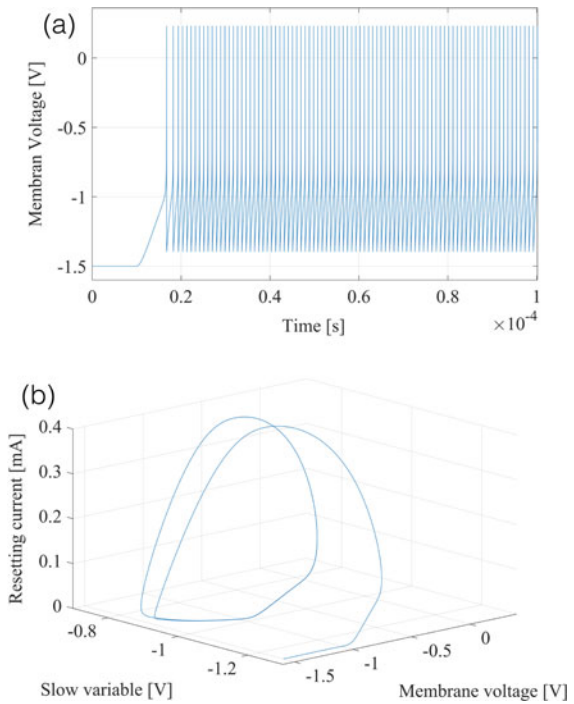 (a)
0
-0.5
-1
-1.5
Membran Voltage [V]
0 0.2 0.4 0.6 0.8 1
×10⁻⁴
Time [s]
(b)
0.4
0.3
0.2
0.1
0
Resetting current [mA]
-0.8
-1
-1.2
Slow variable [V]
-1.5
-1
-0.5
0
Membrane voltage [V]